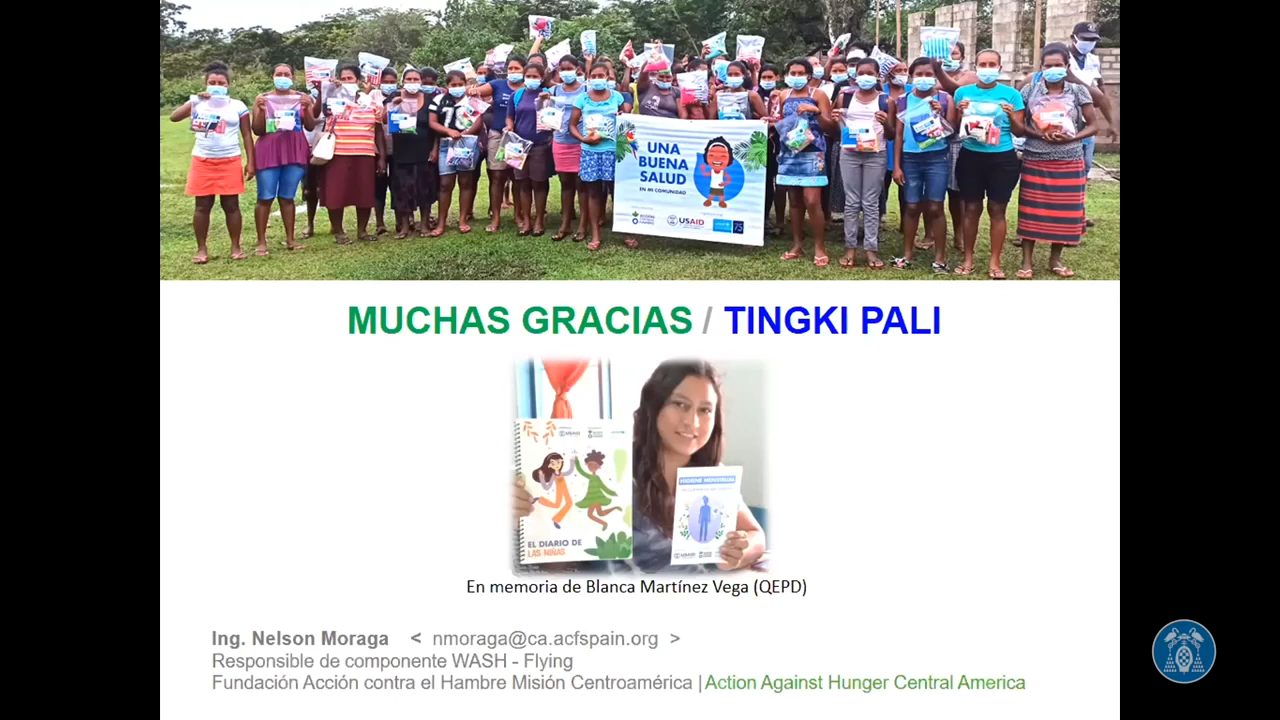 UNA
BUENA
SALUD
EN MI COMUNIDAD
USAID
unicef
75
MUCHAS GRACIAS / TINGKI PALI
USAID
EL DIARIO DE
LAS NIÑAS
HIGIENE MENSTRUAL
USAID
En memoria de Blanca Martínez Vega (QEPD)
Ing. Nelson Moraga < nmoraga@ca.acfspain.org >
Responsible de componente WASH - Flying
Fundación Acción contra el Hambre Misión Centroamérica | Action Against Hunger Central America